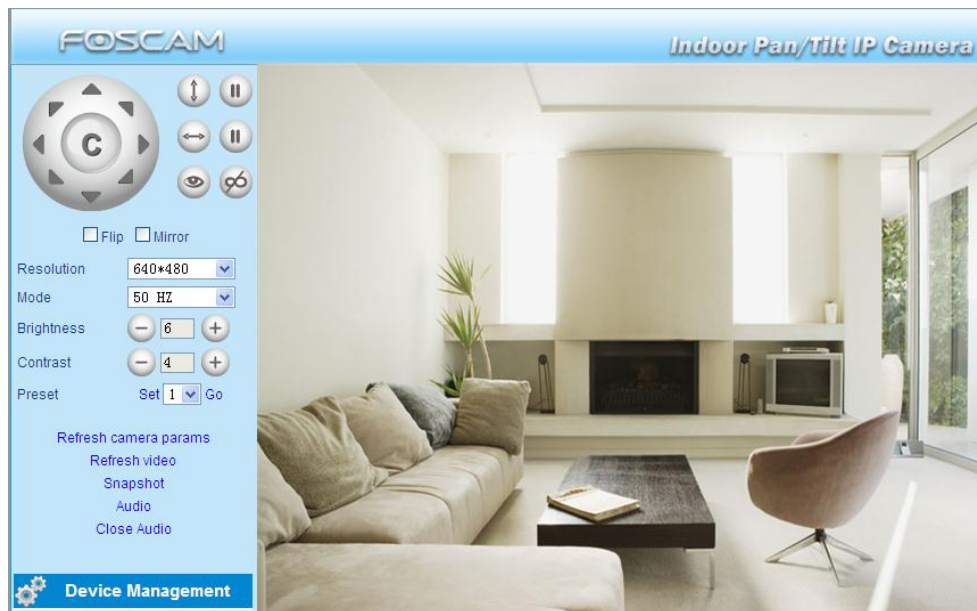 FOSCAM
Indoor Pan/Tilt IP Camera
C
Flip Mirror
Resolution 640*480
Mode 50 HZ
Brightness 6
Contrast 4
Preset Set 1 Go
Refresh camera params
Refresh video
Snapshot
Audio
Close Audio
Device Management